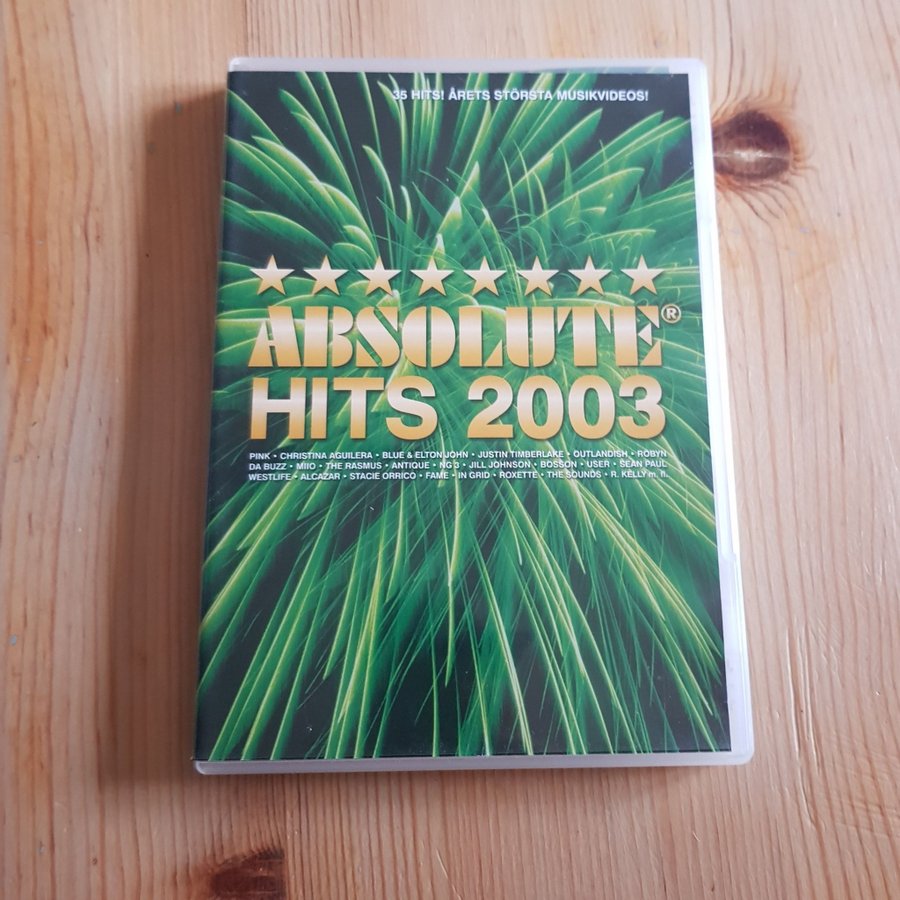 35 HITS! ÅRETS STÖRSTA MUSIKVIDEOS!
ABSOLUTE®
HITS 2003
PINK • CHRISTINA AGUILERA • BLUE & ELTON JOHN • JUSTIN TIMBERLAKE • OUTLANDISH • ROBYN
DA BUZZ • MIIO • THE RASMUS • ANTIQUE • NG 3 • JILL JOHNSON • BOSSON • USER • SEAN PAUL
WESTLIFE • ALCAZAR • STACIE ORRICO • FAME • IN GRID • ROXETTE • THE SOUNDS • R. KELLY m. fl.